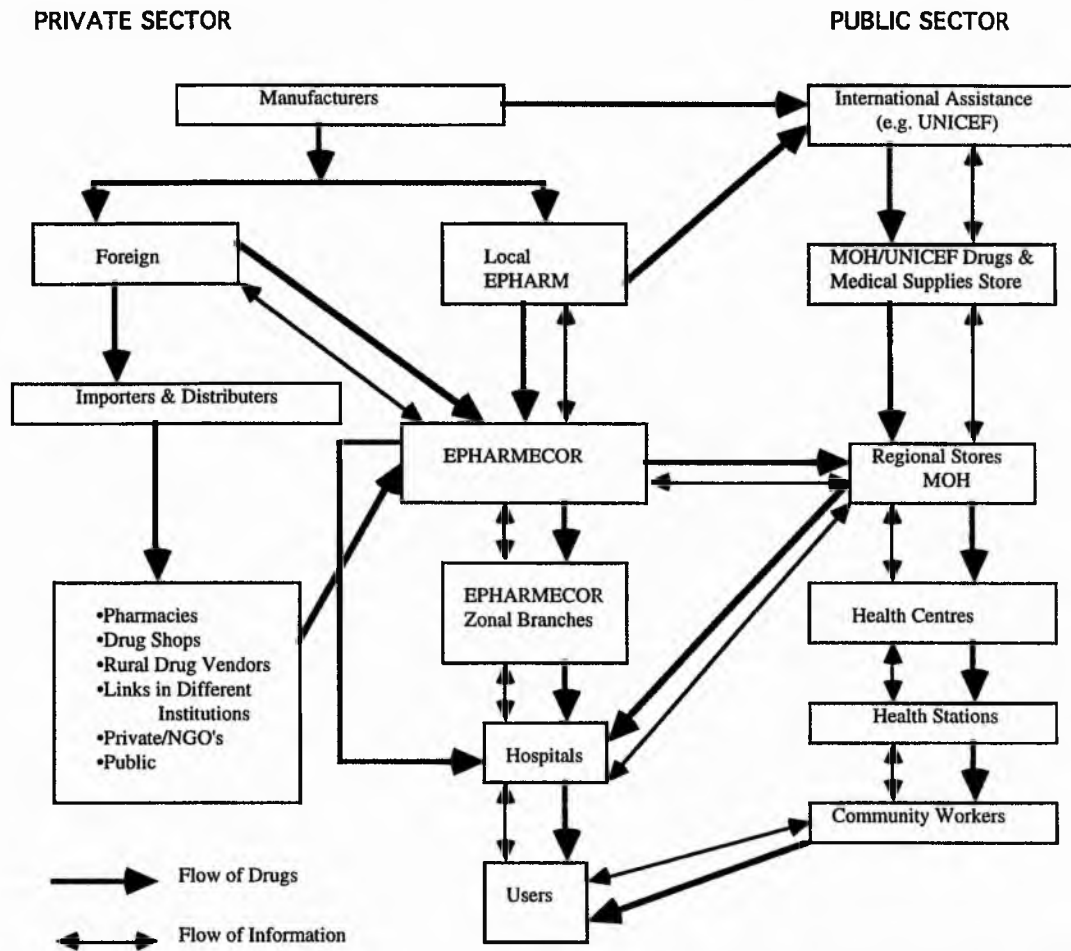 PRIVATE SECTOR
PUBLIC SECTOR
Manufacturers
International Assistance
(e.g. UNICEF)
Foreign
Local
EPHARM
MOH/UNICEF Drugs &
Medical Supplies Store
Importers & Distributers
EPHARMECOR
Regional Stores
MOH
•Pharmacies
•Drug Shops
•Rural Drug Vendors
•Links in Different
Institutions
•Private/NGO's
•Public
EPHARMECOR
Zonal Branches
Health Centres
Hospitals
Health Stations
Community Workers
Users
Flow of Drugs
Flow of Information